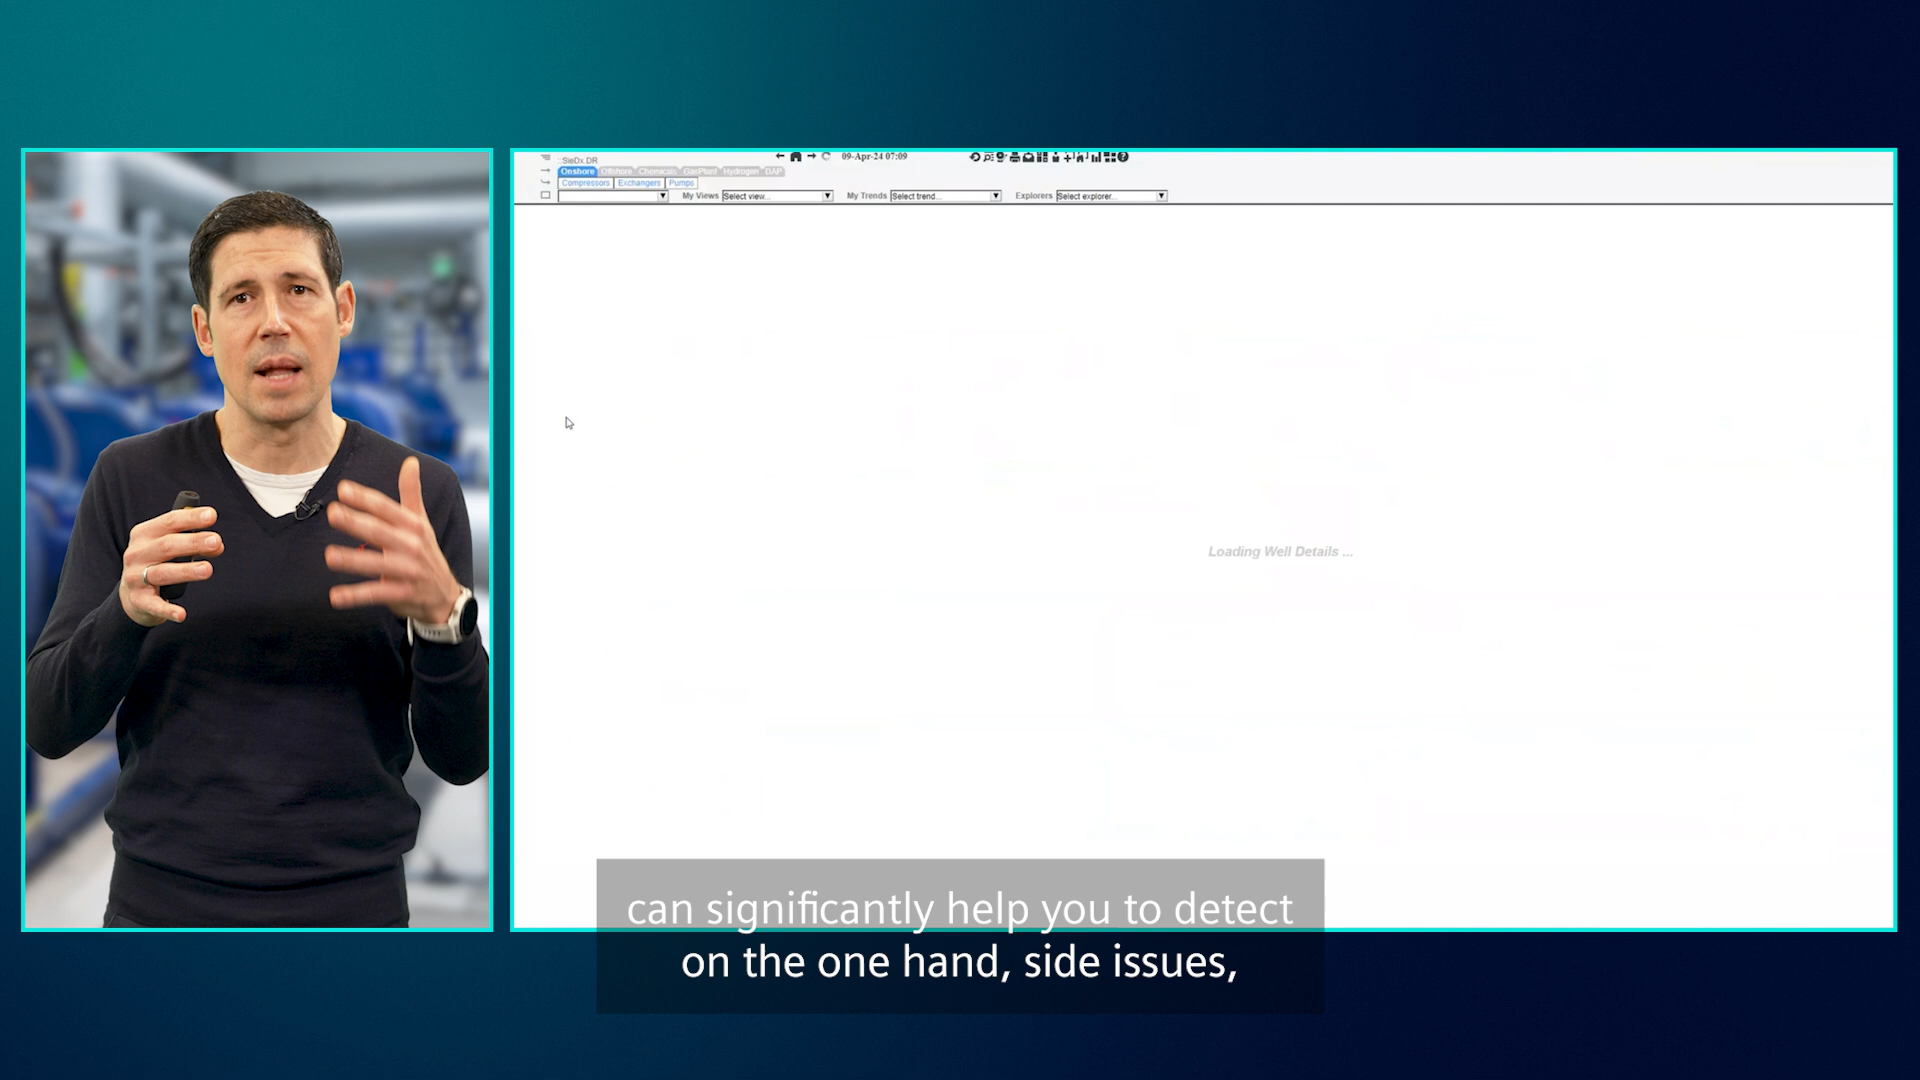 ::SieDx.DR
09-Apr-24 07:09
Onshore Offshore Chemicals GasPlant Hydrogen DAP
Compressors Exchangers Pumps
My Views Select view... My Trends Select trend... Explorers Select explorer...
Loading Well Details ...
can significantly help you to detect
on the one hand, side issues,